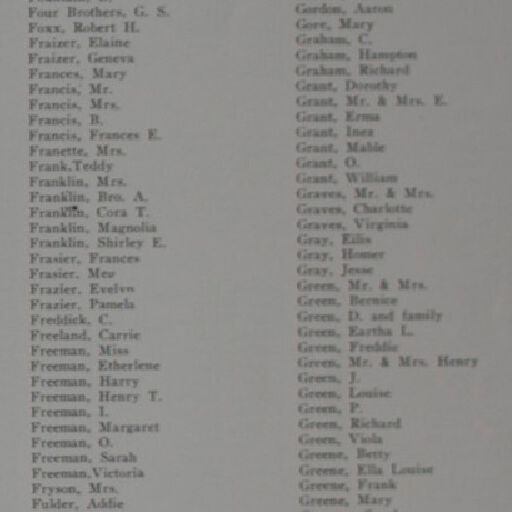 Four Brothers, G. S.
Foxx, Robert H.
Fraizer, Elaine
Fraizer, Geneva
Frances, Mary
Francis, Mr.
Francis, Mrs.
Francis, B.
Francis, Frances E.
Franette, Mrs.
Frank,Teddy
Franklin, Mrs.
Franklin, Bro. A.
Franklin, Cora T.
Franklin, Magnolia
Franklin, Shirley E.
Frasier, Frances
Frasier, Mew
Frazier, Evelyn
Frazier, Pamela
Freddick, C.
Freeland, Carrie
Freeman, Miss
Freeman, Etherlene
Freeman, Harry
Freeman, Henry T.
Freeman, I.
Freeman, Margaret
Freeman, O.
Freeman, Sarah
Freeman,Victoria
Fryson, Mrs.
Fulder, Addie
Gordon, Aaron
Gore, Mary
Graham, C.
Graham, Hampton
Graham, Richard
Grant, Dorothy
Grant, Mr. & Mrs. E.
Grant, Erma
Grant, Inez
Grant, Mable
Grant, O.
Grant, William
Graves, Mr. & Mrs.
Graves, Charlotte
Graves, Virginia
Gray, Ellis
Gray, Homer
Gray, Jesse
Green, Mr. & Mrs.
Green, Bernice
Green, D. and family
Green, Eartha L.
Green, Freddie
Green, Mr. & Mrs. Henry
Green, J.
Green, Louise
Green, P.
Green, Richard
Green, Viola
Greene, Betty
Greene, Ella Louise
Greene, Frank
Greene, Mary